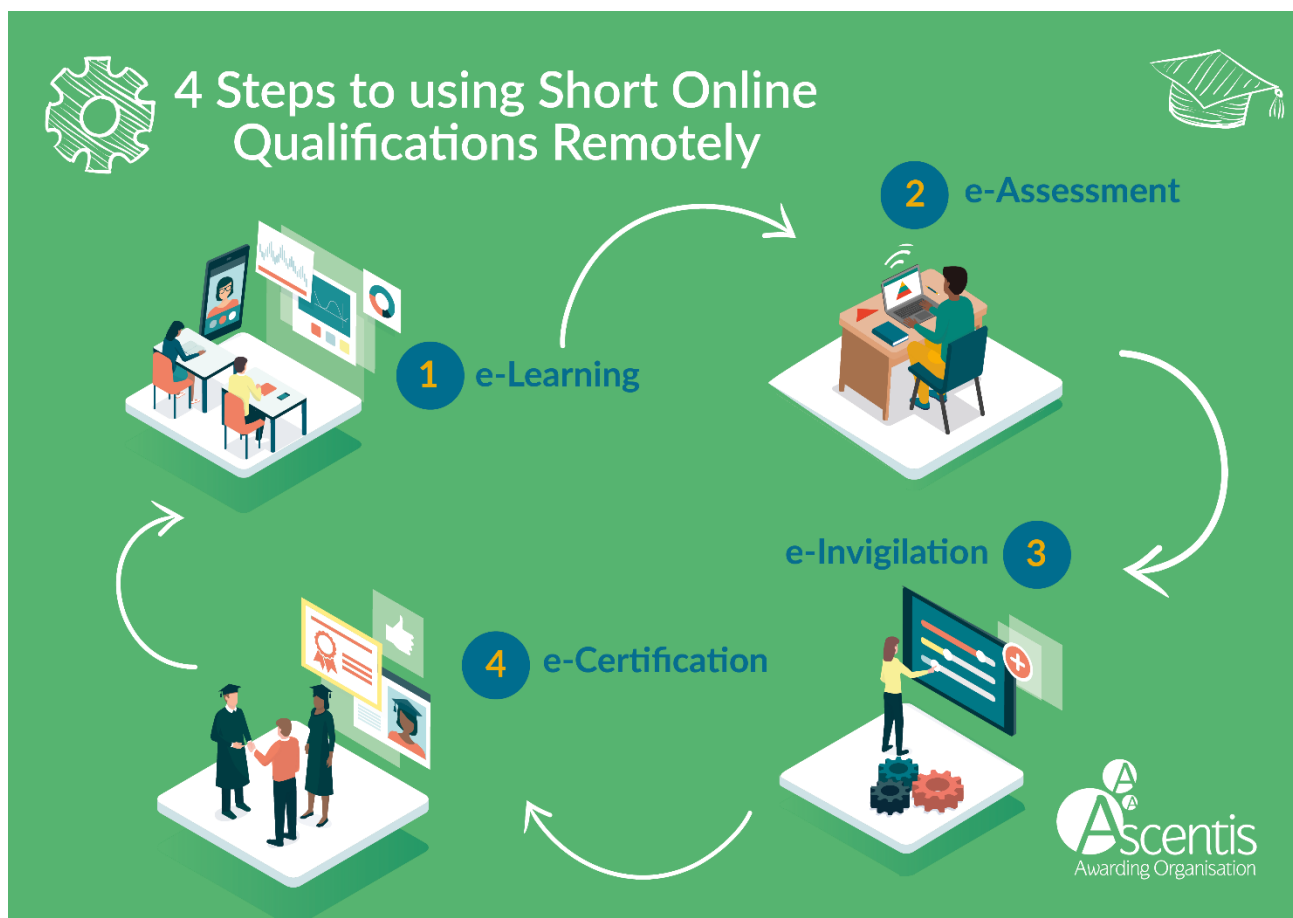 4 Steps to using Short Online
Qualifications Remotely
1 e-Learning
2 e-Assessment
e-Invigilation 3
4 e-Certification
A
A
Ascentis
Awarding Organisation